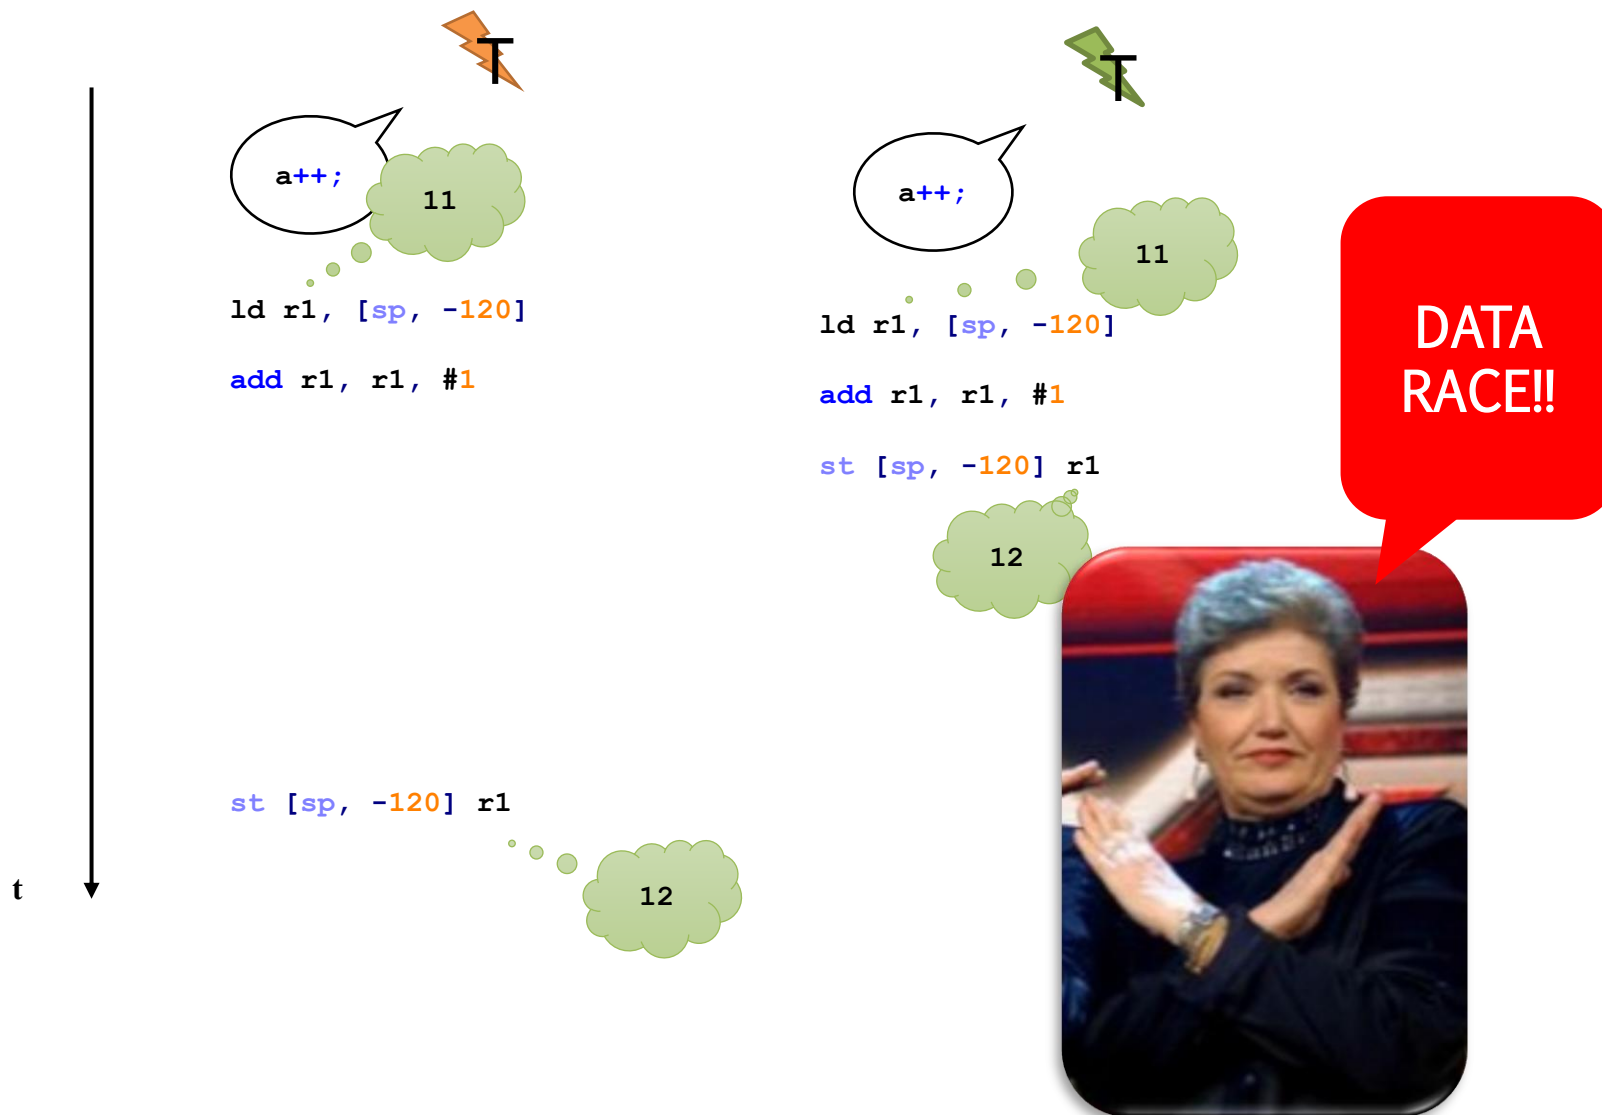 T
T
a++;
11
a++;
11
ld r1, [sp, -120]
add r1, r1, #1
ld r1, [sp, -120]
add r1, r1, #1
st [sp, -120] r1
12
DATA
RACE!!
st [sp, -120] r1
12
t